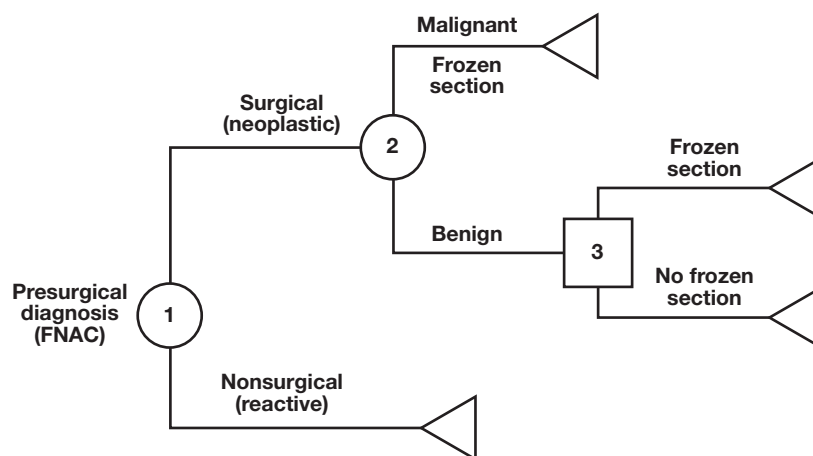 Malignant
Frozen
section
Surgical
(neoplastic)
2
Frozen
section
Benign
3
Presurgical
diagnosis
(FNAC)
1
No frozen
section
Nonsurgical
(reactive)